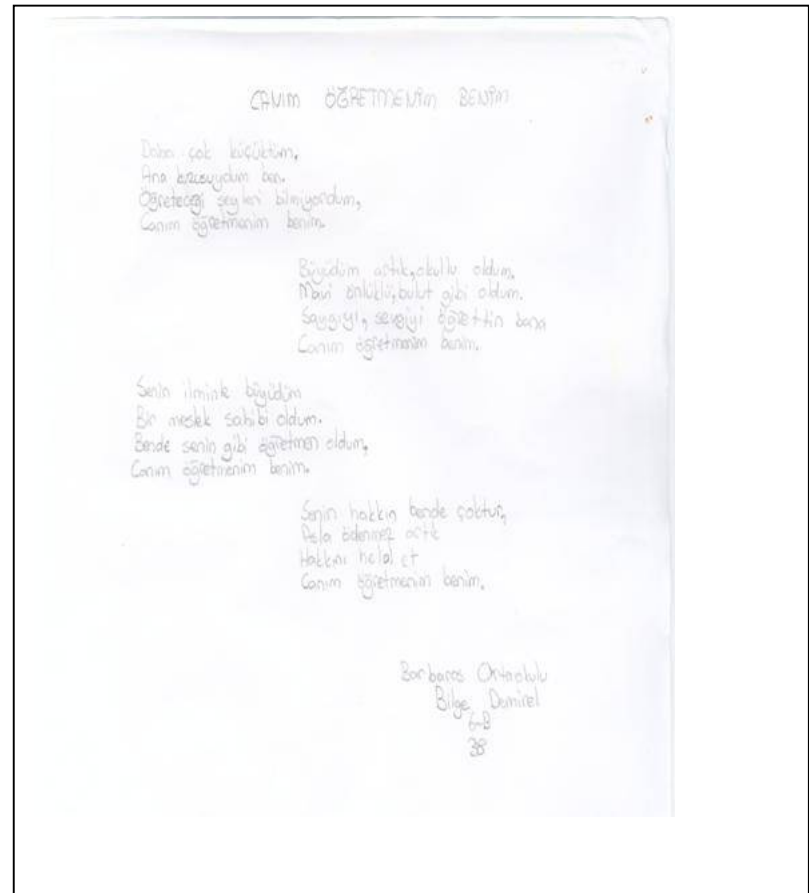 CANIM ÖĞRETMENİM BENİM
Daha çok küçüktüm,
Ana kuzusuydum ben.
Öğreteceği şeyleri bilmiyordum,
Canım öğretmenim benim.
Büyüdüm artık, okullu oldum,
Mavi önlüklü, bulut gibi oldum.
Saygıyı, sevgiyi öğrettin bana
Canım öğretmenim benim.
Senin ilminle büyüdüm
Bir meslek sahibi oldum.
Bende senin gibi öğretmen oldum,
Canım öğretmenim benim.
Senin hakkın bende çoktur,
Asla ödenmez artık
Hakkını helal et
Canım öğretmenim benim.
Barbaros Ortaokulu
Bilge Demirel
6-B
38